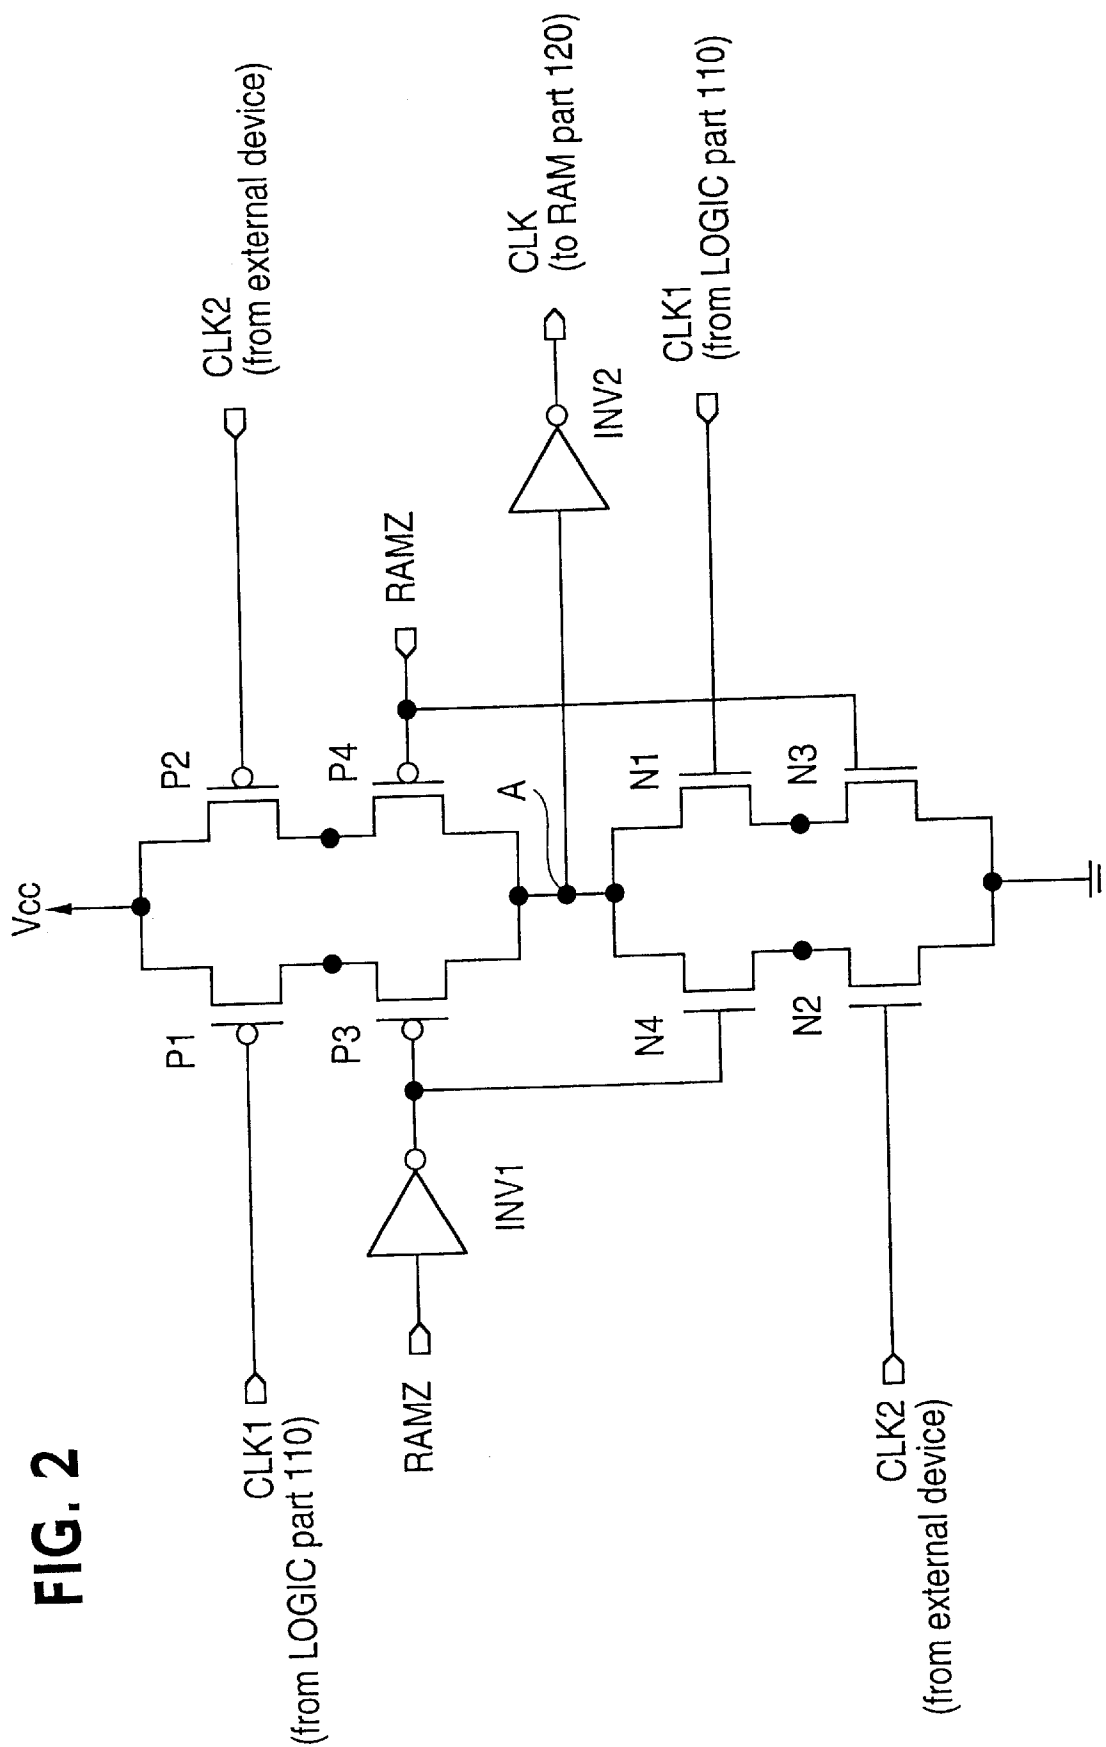 FIG. 2
Vcc
P1
P2
CLK2
(from external device)
CLK1
(from LOGIC part 110)
P3
P4
RAMZ
RAMZ
INV1
A
INV2
CLK
(to RAM part 120)
N4
N1
CLK1
(from LOGIC part 110)
N2
N3
CLK2
(from external device)